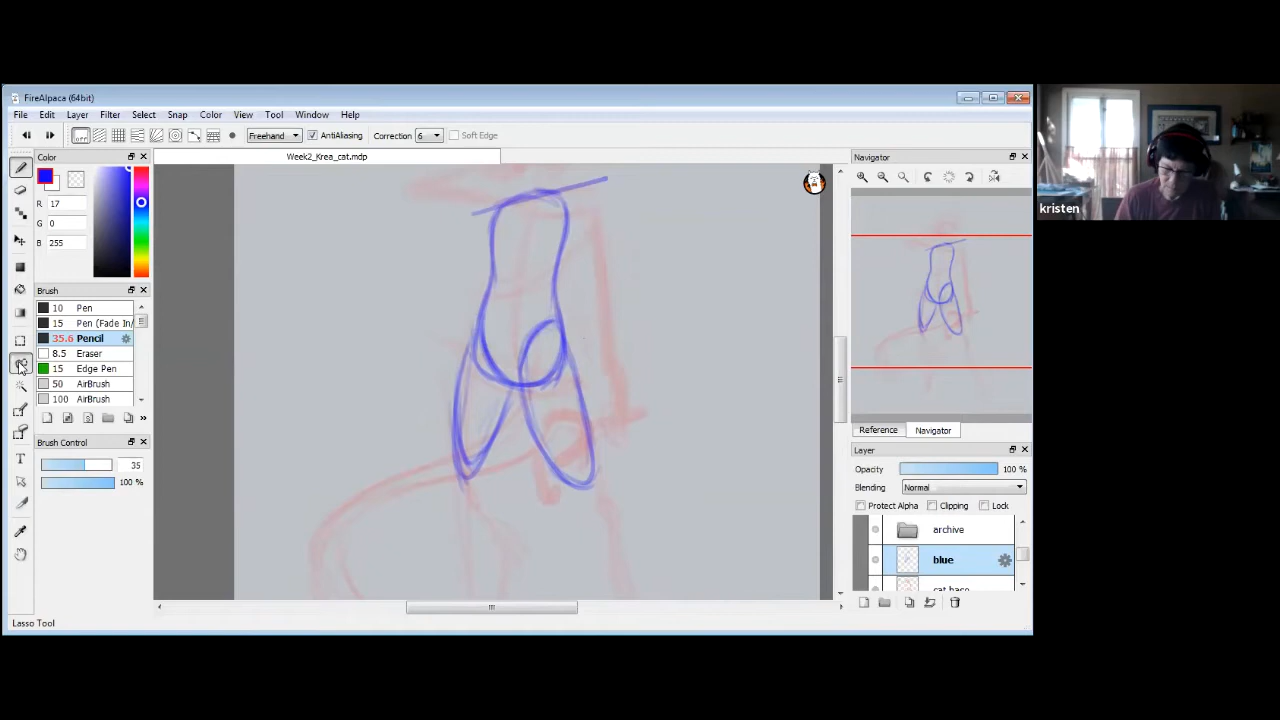 FireAlpaca (64bit)
File Edit Layer Filter Select Snap Color View Tool Window Help
OFF Freehand AntiAliasing Correction 6 Soft Edge
Color
Week2_Krea_cat.mdp
Navigator
R 17
G 0
B 255
kristen
Brush
10 Pen
15 Pen (Fade In/
35.6 Pencil
8.5 Eraser
15 Edge Pen
50 AirBrush
100 AirBrush
Brush Control
35
100 %
Reference Navigator
Layer
Opacity 100 %
Blending Normal
Protect Alpha Clipping Lock
archive
blue
cat base
Lasso Tool